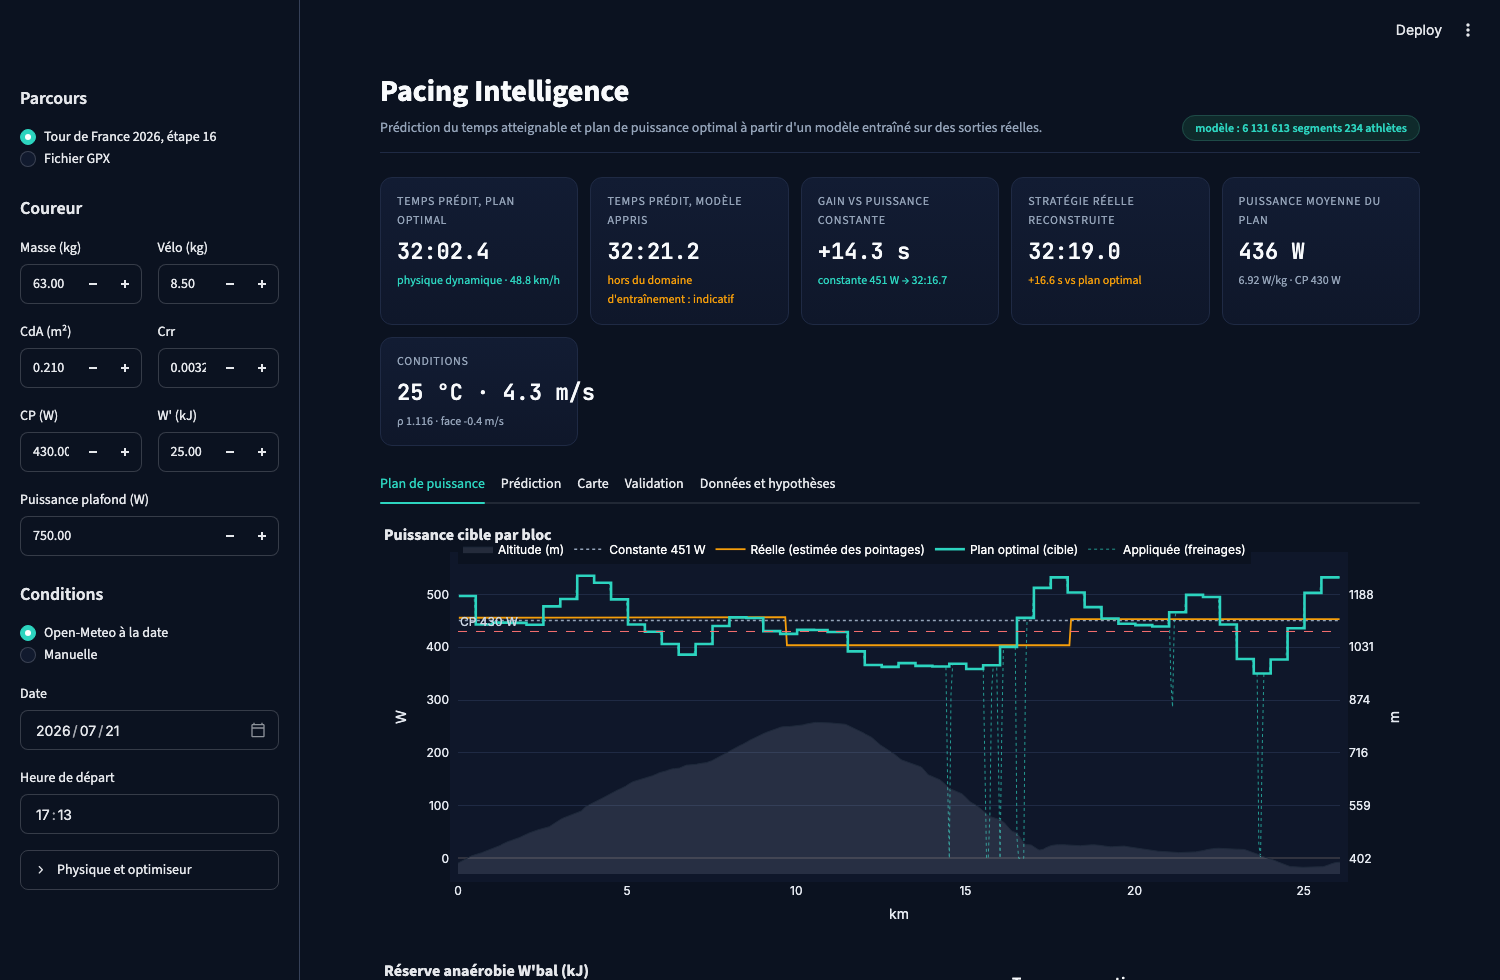 Deploy
Parcours
Tour de France 2026, étape 16
Fichier GPX
Coureur
Masse (kg)
Vélo (kg)
63.00
8.50
CdA (m²)
Crr
0.210
0.0032
CP (W)
W' (kJ)
430.00
25.00
Puissance plafond (W)
750.00
Conditions
Open-Meteo à la date
Manuelle
Date
2026/07/21
Heure de départ
17:13
Physique et optimiseur
Pacing Intelligence
Prédiction du temps atteignable et plan de puissance optimal à partir d'un modèle entraîné sur des sorties réelles.
modèle : 6 131 613 segments 234 athlètes
TEMPS PRÉDIT, PLAN
OPTIMAL
32:02.4
physique dynamique · 48.8 km/h
TEMPS PRÉDIT, MODÈLE
APPRIS
32:21.2
hors du domaine
d'entraînement : indicatif
GAIN VS PUISSANCE
CONSTANTE
+14.3 s
constante 451 W → 32:16.7
STRATÉGIE RÉELLE
RECONSTRUITE
32:19.0
+16.6 s vs plan optimal
PUISSANCE MOYENNE DU
PLAN
436 W
6.92 W/kg · CP 430 W
CONDITIONS
25 °C · 4.3 m/s
ρ 1.116 · face -0.4 m/s
Plan de puissance
Prédiction
Carte
Validation
Données et hypothèses
Puissance cible par bloc
Altitude (m)
Constante 451 W
Réelle (estimée des pointages)
Plan optimal (cible)
Appliquée (freinages)
CP 430 W
500
400
300
200
100
0
W
1188
1031
874
716
559
402
m
0
5
10
15
20
25
km
Réserve anaérobie W'bal (kJ)